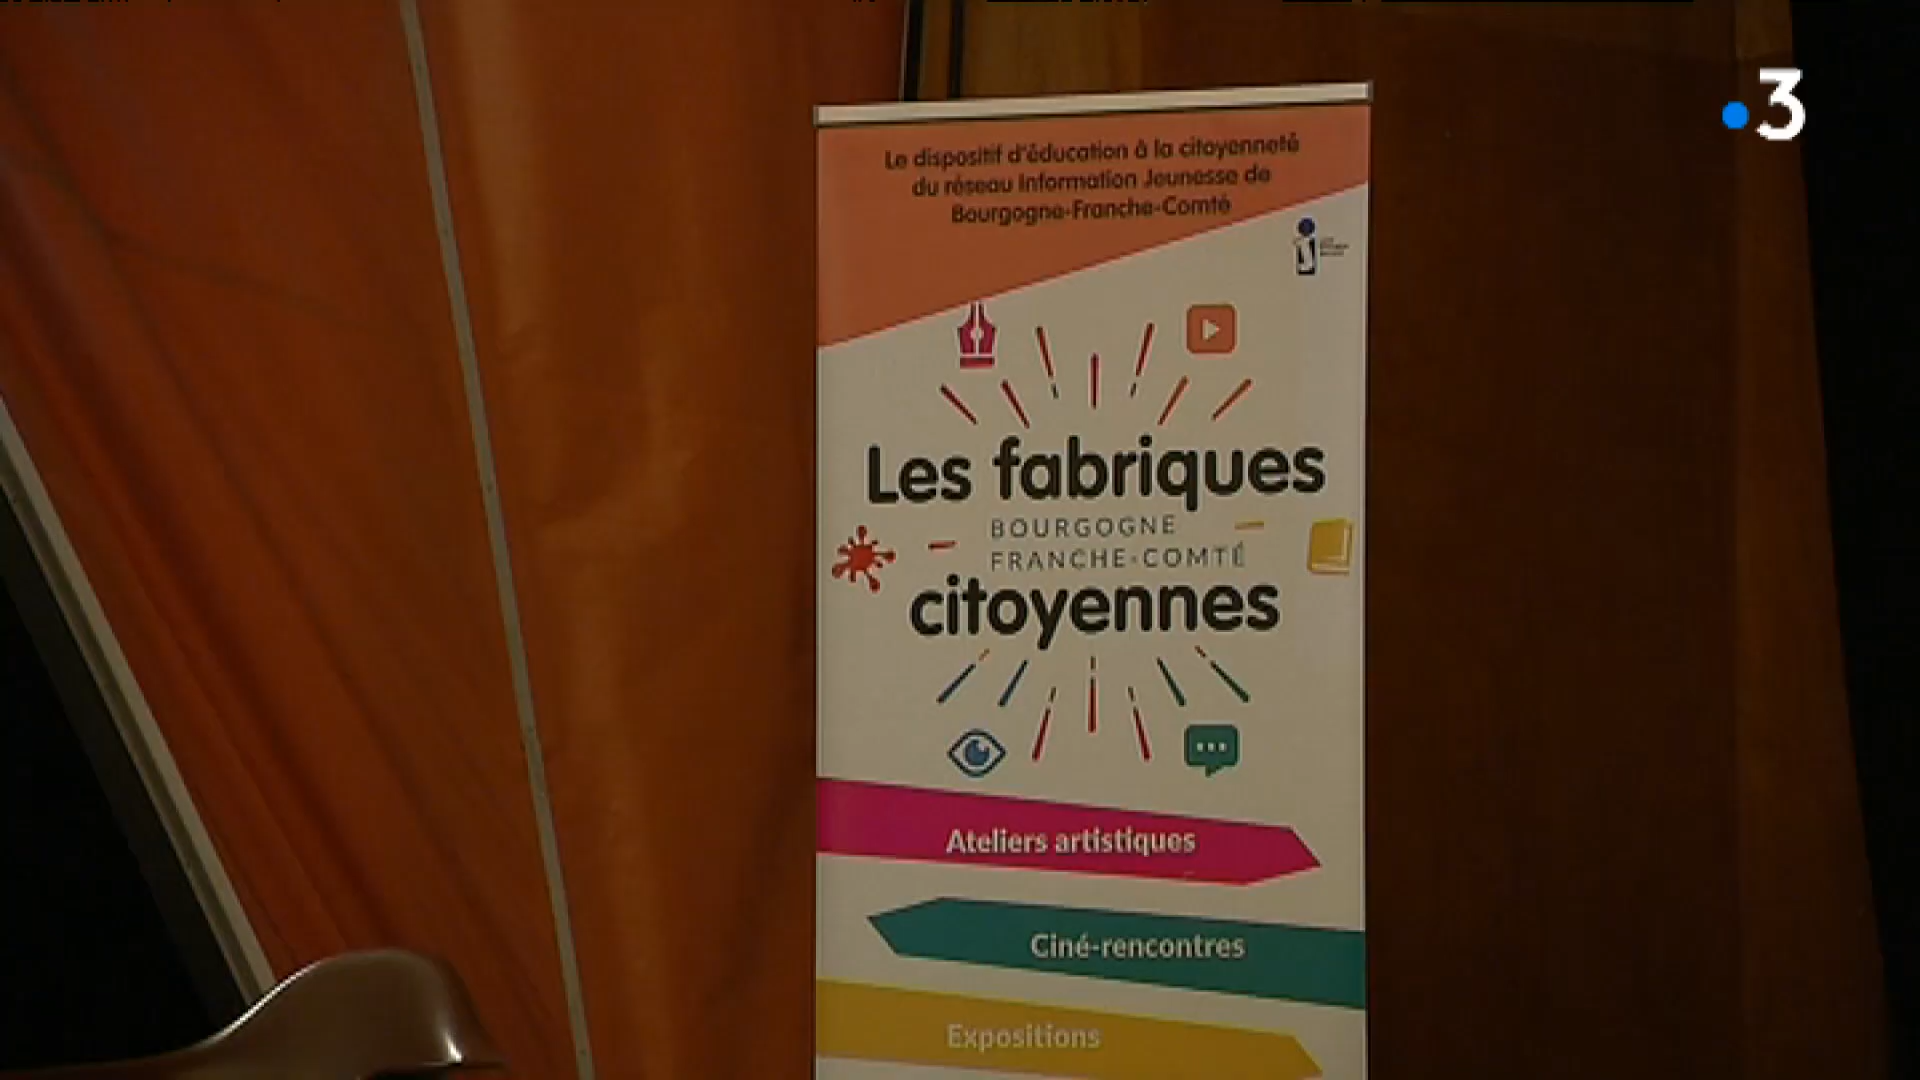 3
Le dispositif d'éducation à la citoyenneté
du réseau Information Jeunesse de
Bourgogne-Franche-Comté
Les fabriques
BOURGOGNE
FRANCHE-COMTÉ
citoyennes
Ateliers artistiques
Ciné-rencontres
Expositions